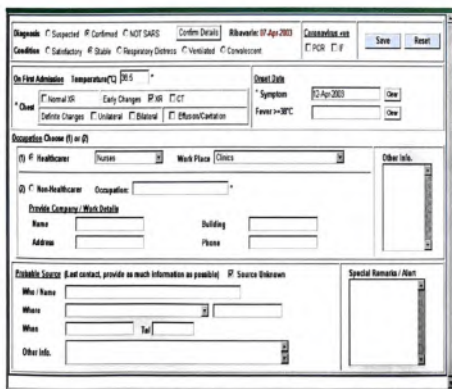 Diagnosis Suspected Confirmed NOT SARS Confirm Details Ribavarin: 07-Apr-2003 Coronavirus +ve Save Reset
Condition Satisfactory Stable Respiratory Distress Ventilated Convalescent PCR IF
On First Admission Temperature(°C) 38.5 * Onset Date
* Chest Normal XR Early Changes XR CT * Symptom 12-Apr-2003 Clear
Definite Changes Unilateral Bilateral Effusion/Cavitation Fever >=38°C Clear
Occupation Choose (1) or (2)
(1) Healthcarer Nurses Work Place Clinics Other Info.
(2) Non-Healthcarer Occupation: *
Provide Company / Work Details
Name Building
Address Phone
Probable Source (Last contact, provide as much information as possible) Source Unknown Special Remarks / Alert
Who / Name
Where
When Tel
Other Info.